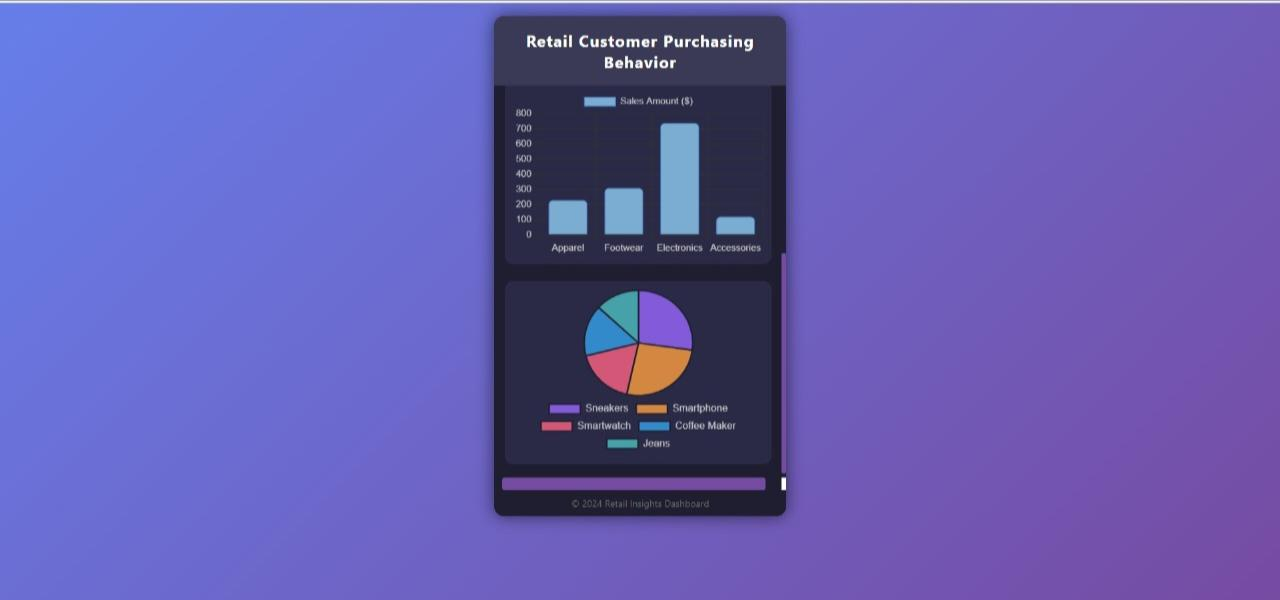 Retail Customer Purchasing
Behavior
Sales Amount ($)
800
700
600
500
400
300
200
100
0
Apparel Footwear Electronics Accessories
Sneakers Smartphone
Smartwatch Coffee Maker
Jeans
© 2024 Retail Insights Dashboard